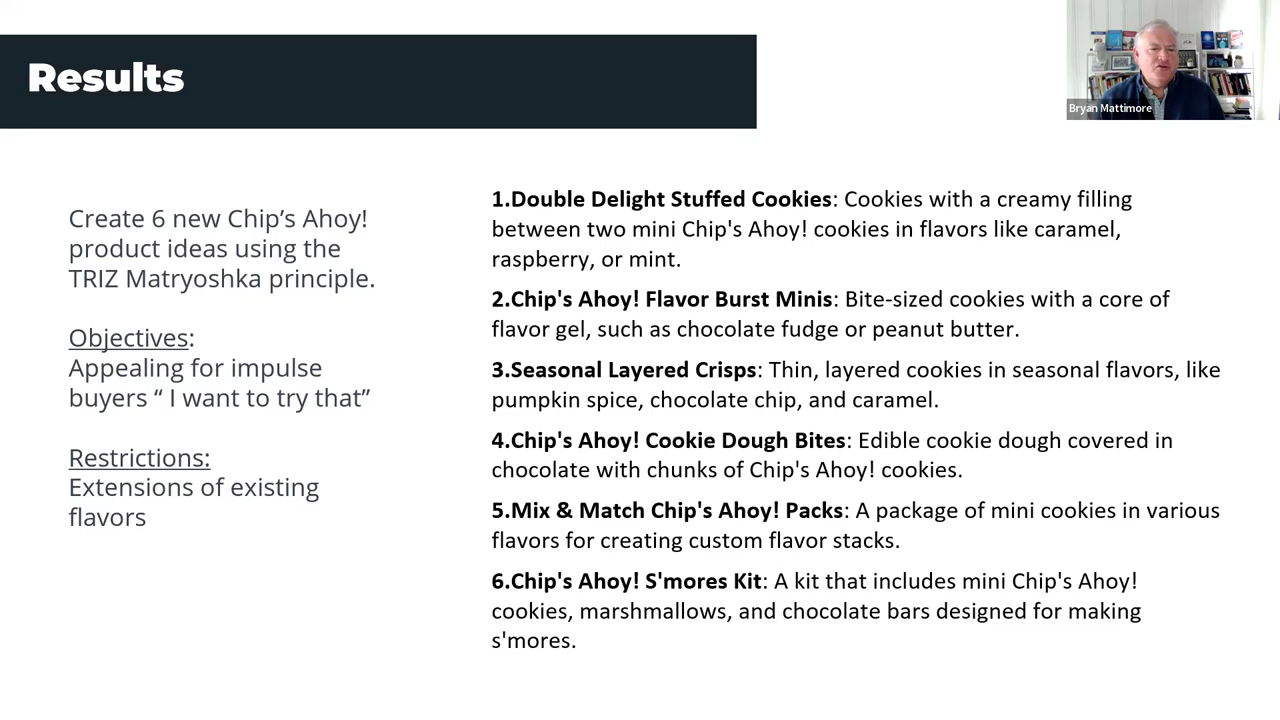 Results
Bryan Mattimore
Create 6 new Chip's Ahoy!
product ideas using the
TRIZ Matryoshka principle.
Objectives:
Appealing for impulse
buyers “ I want to try that”
Restrictions:
Extensions of existing
flavors
1.Double Delight Stuffed Cookies: Cookies with a creamy filling
between two mini Chip's Ahoy! cookies in flavors like caramel,
raspberry, or mint.
2.Chip's Ahoy! Flavor Burst Minis: Bite-sized cookies with a core of
flavor gel, such as chocolate fudge or peanut butter.
3.Seasonal Layered Crisps: Thin, layered cookies in seasonal flavors, like
pumpkin spice, chocolate chip, and caramel.
4.Chip's Ahoy! Cookie Dough Bites: Edible cookie dough covered in
chocolate with chunks of Chip's Ahoy! cookies.
5.Mix & Match Chip's Ahoy! Packs: A package of mini cookies in various
flavors for creating custom flavor stacks.
6.Chip's Ahoy! S'mores Kit: A kit that includes mini Chip's Ahoy!
cookies, marshmallows, and chocolate bars designed for making
s'mores.